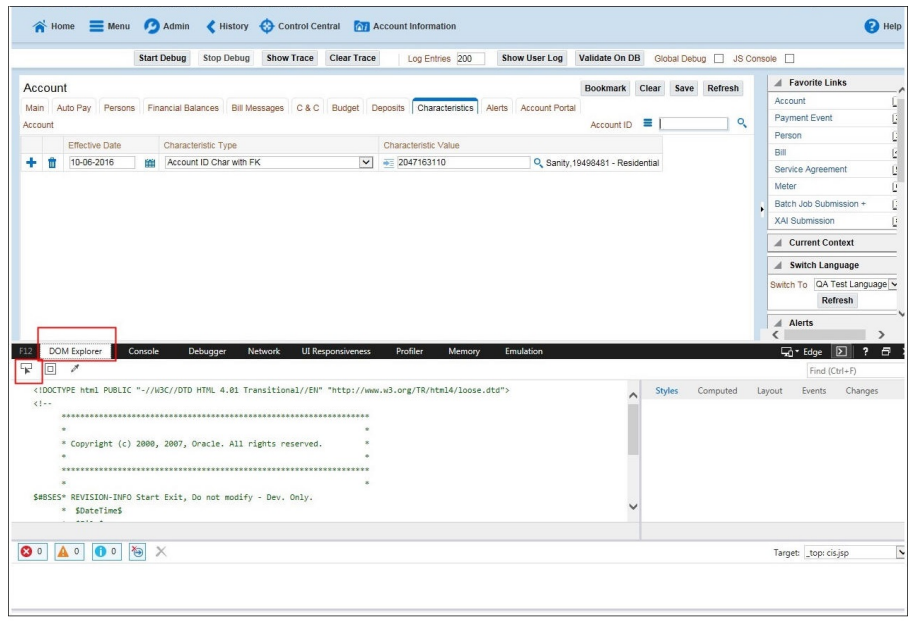 Home Menu Admin History Control Central Account Information Help
Start Debug Stop Debug Show Trace Clear Trace Log Entries 200 Show User Log Validate On DB Global Debug JS Console
Account Bookmark Clear Save Refresh
Main Auto Pay Persons Financial Balances Bill Messages C & C Budget Deposits Characteristics Alerts Account Portal
Account Account ID
Effective Date Characteristic Type Characteristic Value
10-06-2016 Account ID Char with FK 2047163110 Sanity,19498481 - Residential
Favorite Links
Account
Payment Event
Person
Bill
Service Agreement
Meter
Batch Job Submission +
XAI Submission
Current Context
Switch Language
Switch To QA Test Language
Refresh
Alerts
F12 DOM Explorer Console Debugger Network UI Responsiveness Profiler Memory Emulation Edge ?
Find (Ctrl+F)
Styles Computed Layout Events Changes
<!DOCTYPE html PUBLIC "-//W3C//DTD HTML 4.01 Transitional//EN" "http://www.w3.org/TR/html4/loose.dtd">
<!--
*******************************************************************
* *
* Copyright (c) 2000, 2007, Oracle. All rights reserved. *
* *
*******************************************************************
* *
$#BSES* REVISION-INFO Start Exit, Do not modify - Dev. Only.
* $DateTime$
0 0 0 Target: _top: cis.jsp